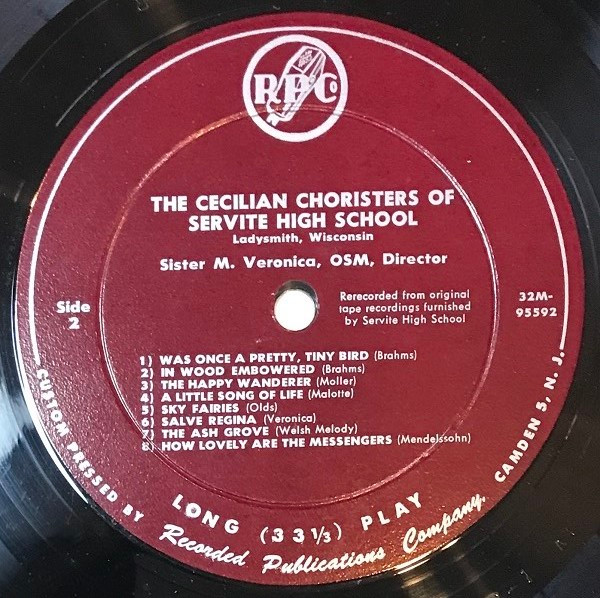 RPC
THE CECILIAN CHORISTERS OF
SERVITE HIGH SCHOOL
Ladysmith, Wisconsin
Sister M. Veronica, OSM, Director
Side
2
Rerecorded from original
tape recordings furnished
by Servite High School
32M-
95592
1) WAS ONCE A PRETTY, TINY BIRD (Brahms)
2) IN WOOD EMBOWERED (Brahms)
3) THE HAPPY WANDERER (Moller)
4) A LITTLE SONG OF LIFE (Malotte)
5) SKY FAIRIES (Olds)
6) SALVE REGINA (Veronica)
7) THE ASH GROVE (Welsh Melody)
8) HOW LOVELY ARE THE MESSENGERS (Mendelssohn)
LONG (33 1/3) PLAY
CUSTOM PRESSED BY Recorded Publications Company, CAMDEN 5, N. J.